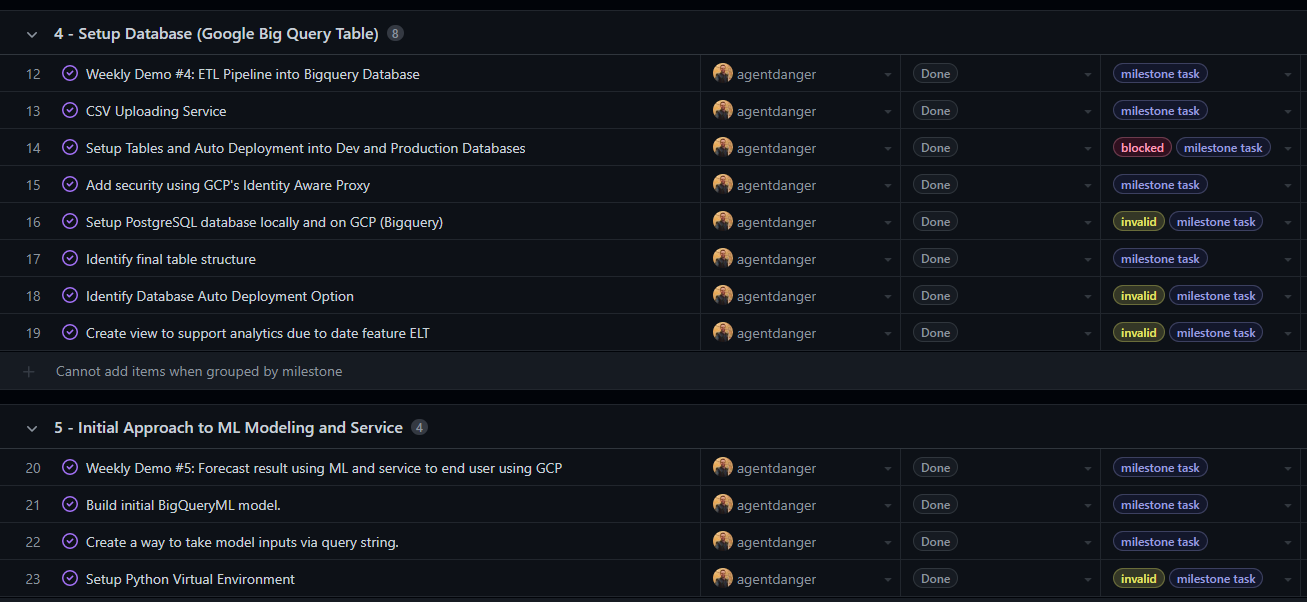 4 - Setup Database (Google Big Query Table) 8
12 Weekly Demo #4: ETL Pipeline into Bigquery Database agentdanger Done milestone task
13 CSV Uploading Service agentdanger Done milestone task
14 Setup Tables and Auto Deployment into Dev and Production Databases agentdanger Done blocked milestone task
15 Add security using GCP's Identity Aware Proxy agentdanger Done milestone task
16 Setup PostgreSQL database locally and on GCP (Bigquery) agentdanger Done invalid milestone task
17 Identify final table structure agentdanger Done milestone task
18 Identify Database Auto Deployment Option agentdanger Done invalid milestone task
19 Create view to support analytics due to date feature ELT agentdanger Done invalid milestone task
Cannot add items when grouped by milestone
5 - Initial Approach to ML Modeling and Service 4
20 Weekly Demo #5: Forecast result using ML and service to end user using GCP agentdanger Done milestone task
21 Build initial BigQueryML model. agentdanger Done milestone task
22 Create a way to take model inputs via query string. agentdanger Done milestone task
23 Setup Python Virtual Environment agentdanger Done invalid milestone task